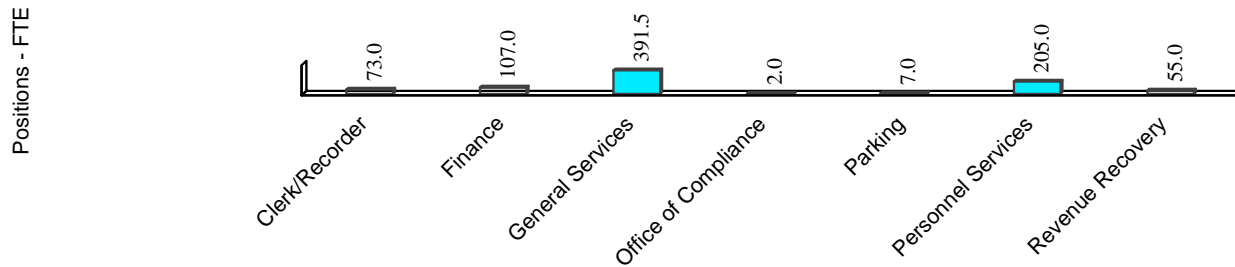 Positions - FTE
73.0
107.0
391.5
2.0
7.0
205.0
55.0
Clerk/Recorder
Finance
General Services
Office of Compliance
Parking
Personnel Services
Revenue Recovery